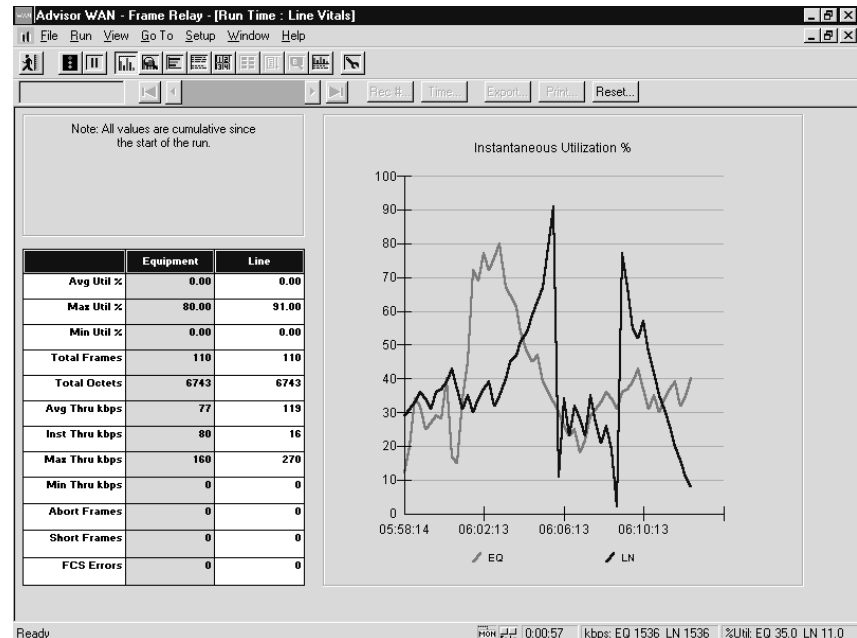 Advisor WAN - Frame Relay - [Run Time : Line Vitals]
File Run View Go To Setup Window Help
Rec #... Time... Export... Print... Reset...
Note: All values are cumulative since
the start of the run.
Equipment Line
Avg Util % 0.00 0.00
Max Util % 80.00 91.00
Min Util % 0.00 0.00
Total Frames 110 110
Total Octets 6743 6743
Avg Thru kbps 77 119
Inst Thru kbps 80 16
Max Thru kbps 160 270
Min Thru kbps 0 0
Abort Frames 0 0
Short Frames 0 0
FCS Errors 0 0
Instantaneous Utilization %
100
90
80
70
60
50
40
30
20
10
0
05:58:14 06:02:13 06:06:13 06:10:13
EQ LN
Ready MON 0:00:57 kbps: EQ 1536 LN 1536 %Util: EQ 35.0 LN 11.0